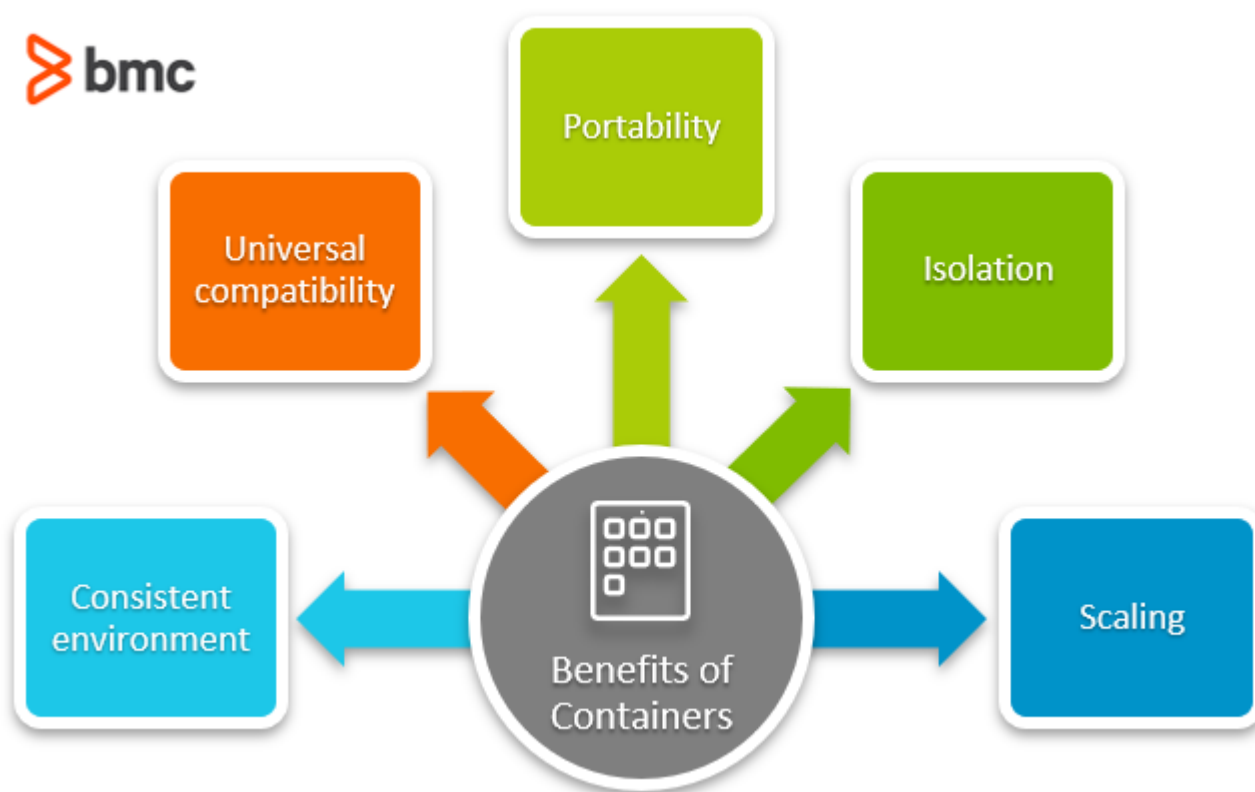 bmc
Portability
Universal
compatibility
Isolation
Consistent
environment
Scaling
Benefits of
Containers